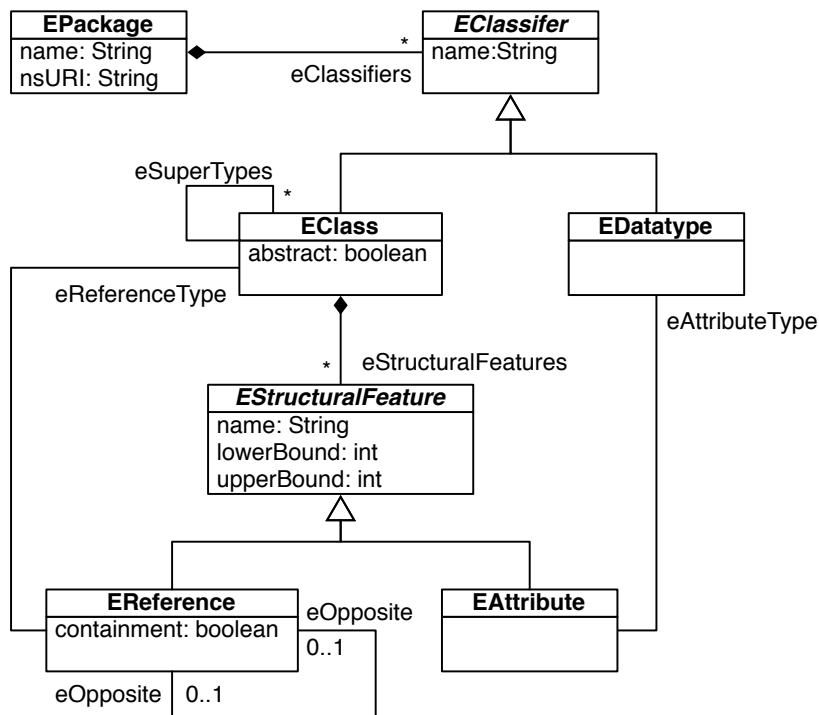 EPackage
name: String
nsURI: String
*
eClassifiers
EClassifer
name:String
eSuperTypes
*
EClass
abstract: boolean
EDatatype
eReferenceType
eAttributeType
*
eStructuralFeatures
EStructuralFeature
name: String
lowerBound: int
upperBound: int
EReference
containment: boolean
eOpposite
0..1
EAttribute
eOpposite
0..1